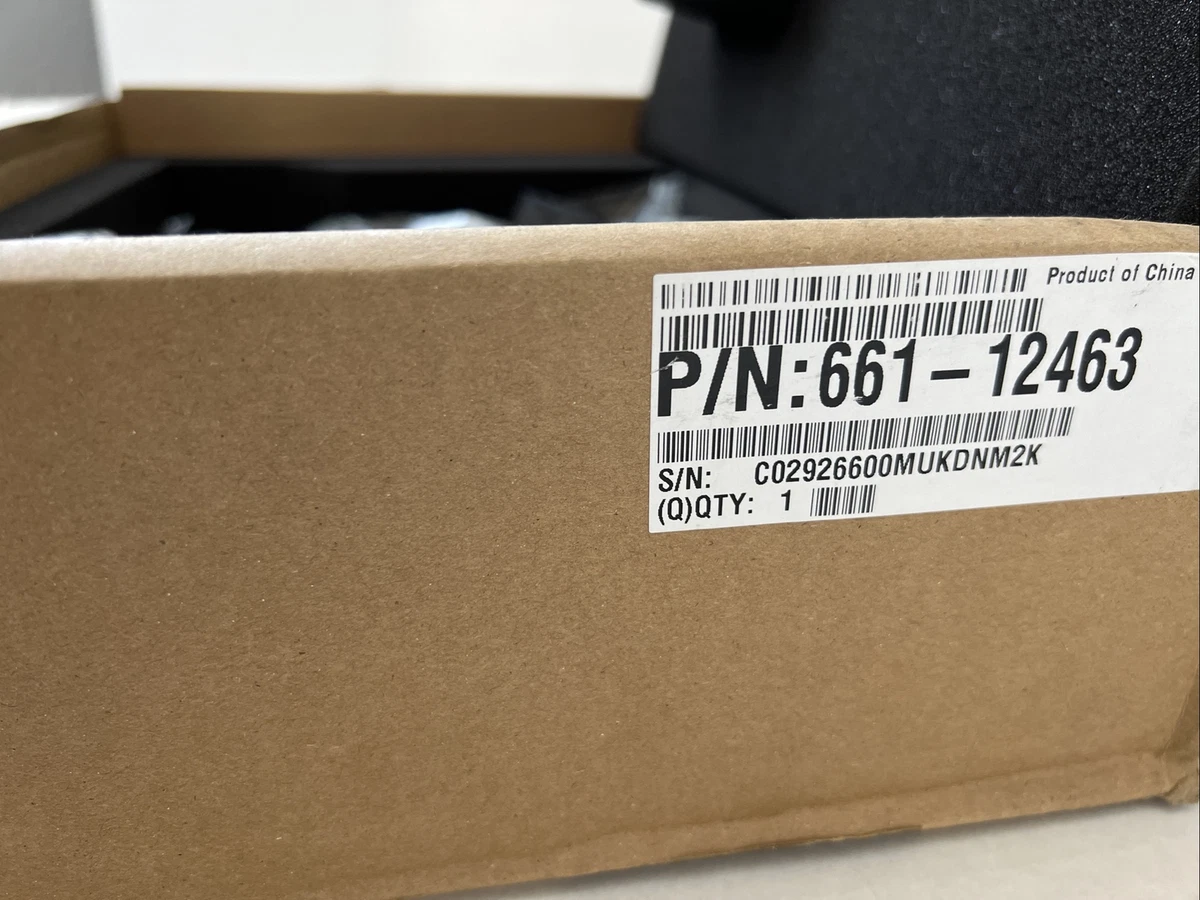 Product of China
P/N:661-12463
S/N: C02926600MUKDNM2K
(Q)QTY: 1